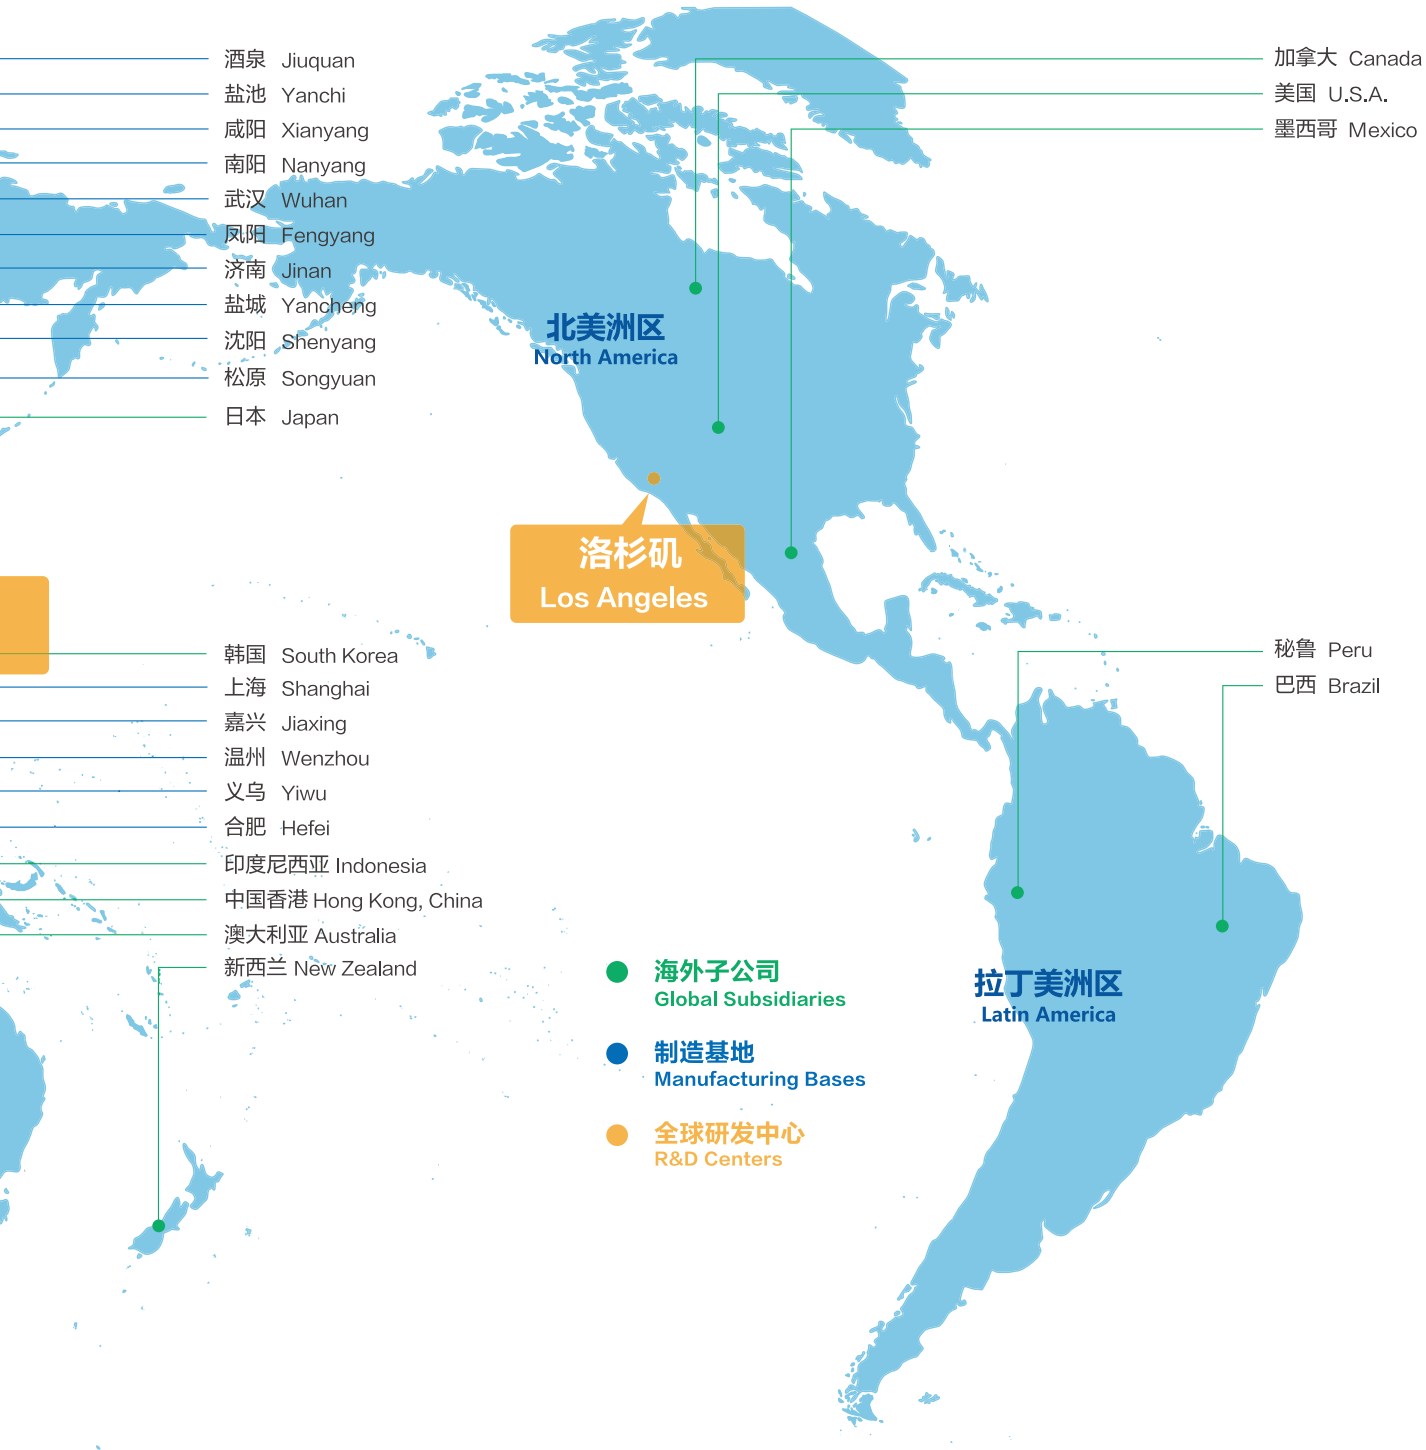 酒泉 Jiuquan
盐池 Yanchi
咸阳 Xianyang
南阳 Nanyang
武汉 Wuhan
凤阳 Fengyang
济南 Jinan
盐城 Yancheng
沈阳 Shenyang
松原 Songyuan
日本 Japan
加拿大 Canada
美国 U.S.A.
墨西哥 Mexico
北美洲区
North America
洛杉矶
Los Angeles
韩国 South Korea
上海 Shanghai
嘉兴 Jiaxing
温州 Wenzhou
义乌 Yiwu
合肥 Hefei
印度尼西亚 Indonesia
中国香港 Hong Kong, China
澳大利亚 Australia
新西兰 New Zealand
秘鲁 Peru
巴西 Brazil
拉丁美洲区
Latin America
海外子公司
Global Subsidiaries
制造基地
Manufacturing Bases
全球研发中心
R&D Centers